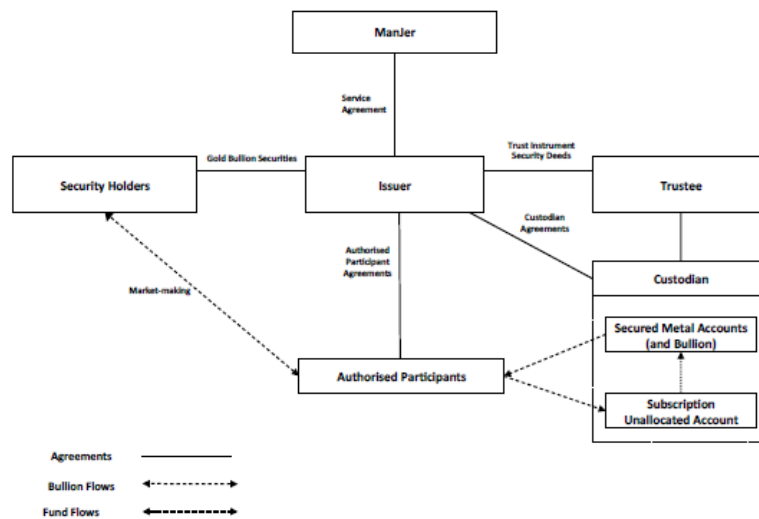 ManJer
Service
Agreement
Gold Bullion Securities
Trust Instrument
Security Deeds
Security Holders
Issuer
Trustee
Custodian
Agreements
Authorised
Participant
Agreements
Custodian
Market-making
Secured Metal Accounts
(and Bullion)
Authorised Participants
Subscription
Unallocated Account
Agreements
Bullion Flows
Fund Flows